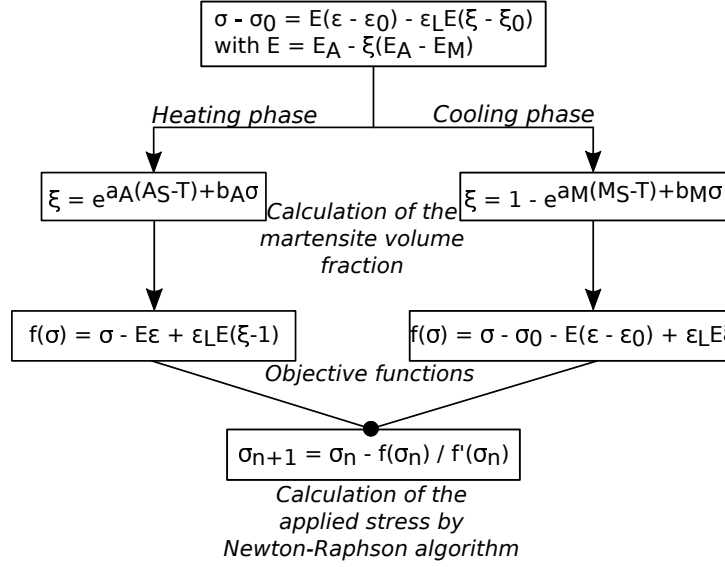 σ - σ0 = E(ε - ε0) - εLE(ξ - ξ0)
with E = EA - ξ(EA - EM)
Heating phase
Cooling phase
ξ = eaA(AS-T)+bAσ
ξ = 1 - eaM(MS-T)+bMσ
Calculation of the
martensite volume
fraction
f(σ) = σ - Eε + εLE(ξ-1)
f(σ) = σ - σ0 - E(ε - ε0) + εLE
Objective functions
σn+1 = σn - f(σn) / f'(σn)
Calculation of the
applied stress by
Newton-Raphson algorithm